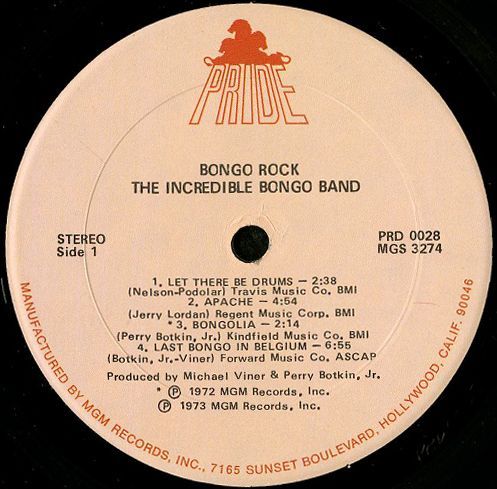 PRIDE
BONGO ROCK
THE INCREDIBLE BONGO BAND
STEREO
Side 1
PRD 0028
MGS 3274
1. LET THERE BE DRUMS — 2:38
(Nelson-Podolar) Travis Music Co. BMI
2. APACHE — 4:54
(Jerry Lordan) Regent Music Corp. BMI
* 3. BONGOLIA — 2:14
(Perry Botkin, Jr.) Kindfield Music Co. BMI
4. LAST BONGO IN BELGIUM — 6:55
(Botkin, Jr.-Viner) Forward Music Co. ASCAP
Produced by Michael Viner & Perry Botkin, Jr.
* ℗ 1972 MGM Records, Inc.
℗ 1973 MGM Records, Inc.
MANUFACTURED BY MGM RECORDS, INC., 7165 SUNSET BOULEVARD, HOLLYWOOD, CALIF. 90046